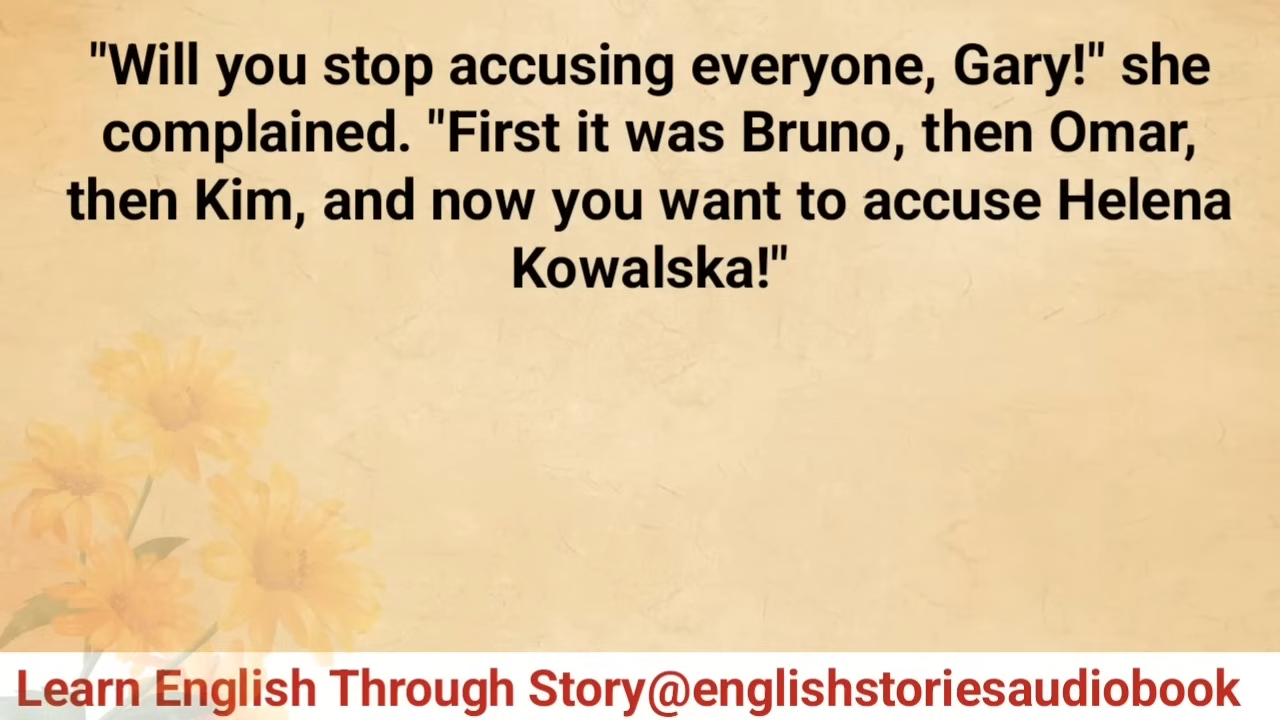 "Will you stop accusing everyone, Gary!" she
complained. "First it was Bruno, then Omar,
then Kim, and now you want to accuse Helena
Kowalska!"
Learn English Through Story@englishstoriesaudiobook